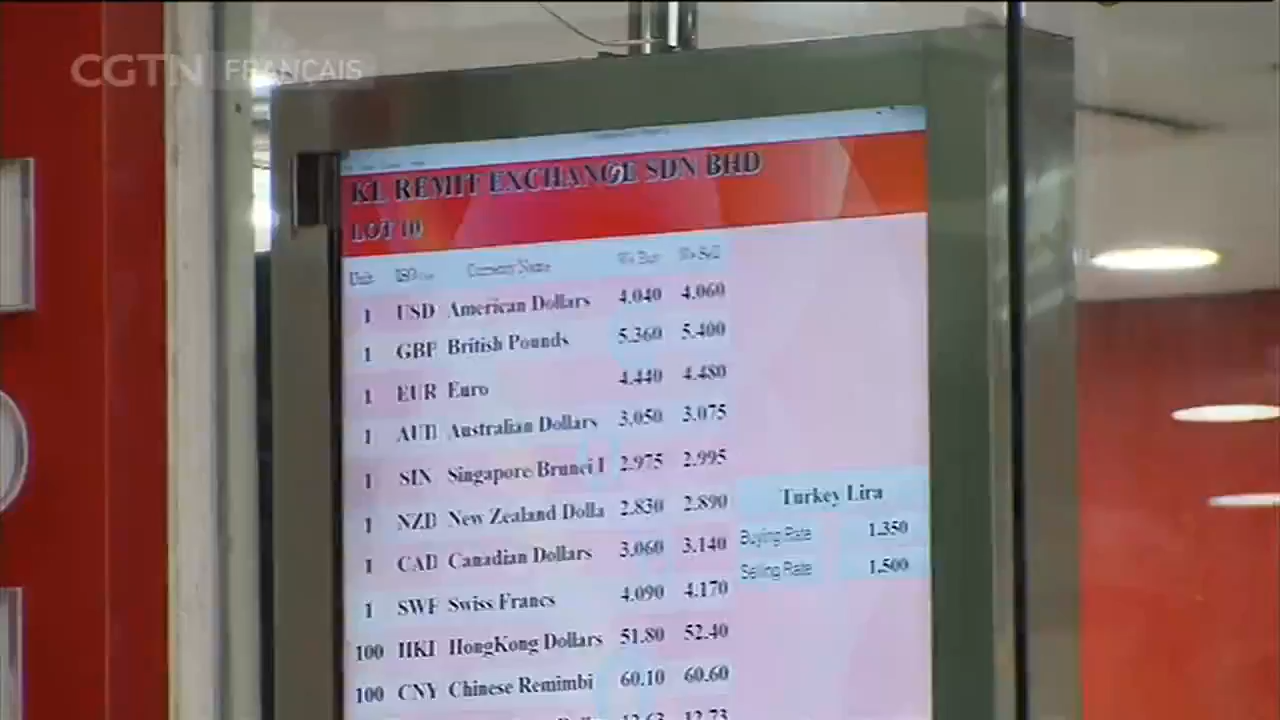 CGTN FRANÇAIS
KL REMIT EXCHANGE SDN BHD
LOT 10
Unit ISO Currency Name We Buy We Sell
1 USD American Dollars 4.040 4.060
1 GBP British Pounds 5.360 5.400
1 EUR Euro 4.440 4.480
1 AUD Australian Dollars 3.050 3.075
1 SIN Singapore Brunei 2.975 2.995
1 NZD New Zealand Dolla 2.830 2.890
1 CAD Canadian Dollars 3.060 3.140
1 SWF Swiss Francs 4.090 4.170
100 HKD HongKong Dollars 51.80 52.40
100 CNY Chinese Remimbi 60.10 60.60
12.63 12.73
Turkey Lira
Buying Rate 1.350
Selling Rate 1.500